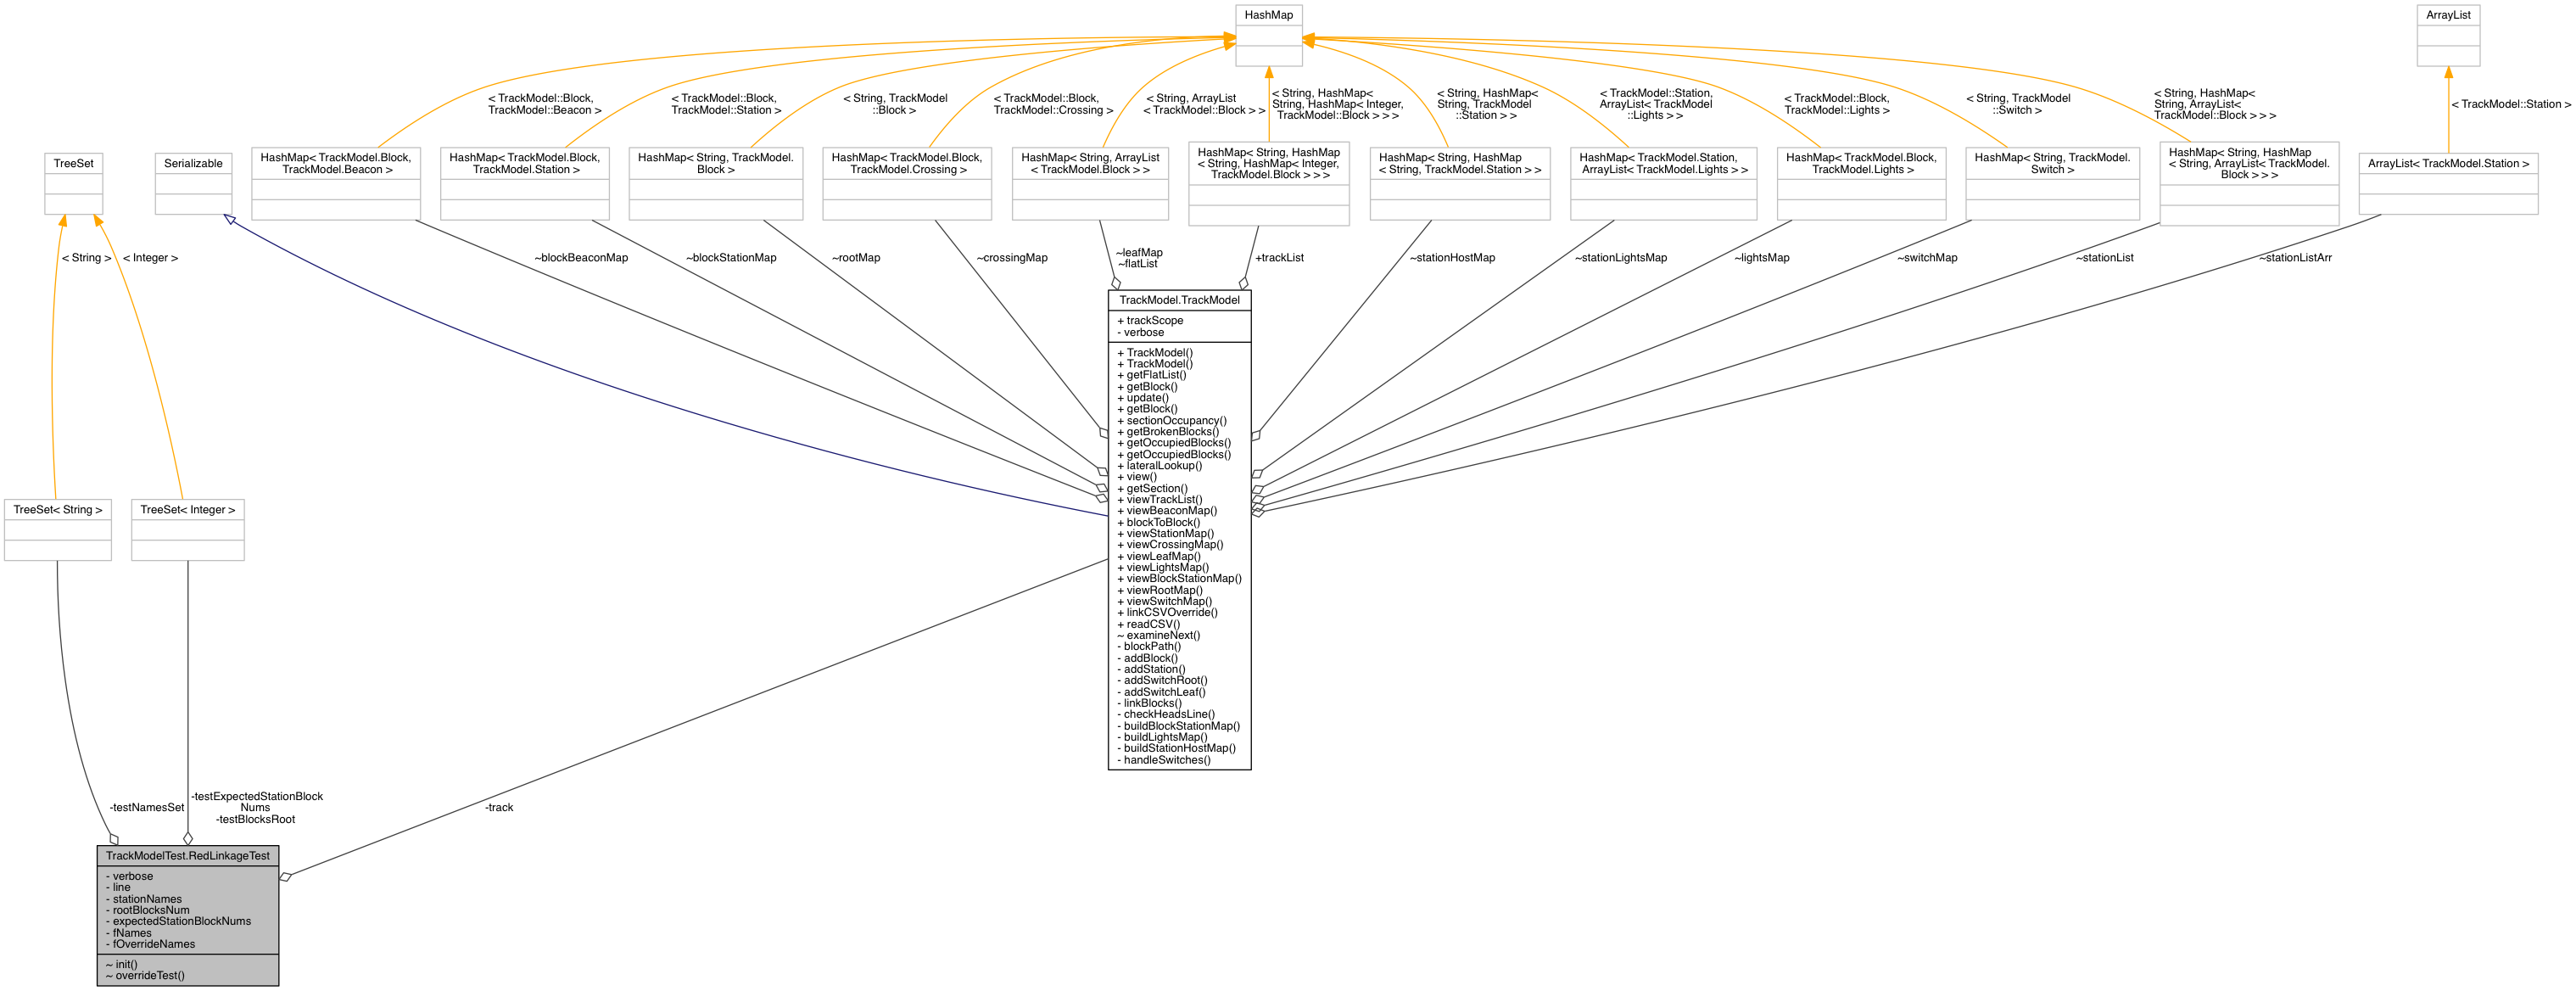 HashMap
ArrayList
< TrackModel::Block,
TrackModel::Beacon >
< TrackModel::Block,
TrackModel::Station >
< String, TrackModel
::Block >
< TrackModel::Block,
TrackModel::Crossing >
< String, ArrayList
< TrackModel::Block > >
< String, HashMap<
String, HashMap< Integer,
TrackModel::Block > > >
< String, HashMap<
String, TrackModel
::Station > >
< TrackModel::Station,
ArrayList< TrackModel
::Lights > >
< TrackModel::Block,
TrackModel::Lights >
< String, TrackModel
::Switch >
< String, HashMap<
String, ArrayList<
TrackModel::Block > > >
< TrackModel::Station >
TreeSet
Serializable
HashMap< TrackModel.Block,
TrackModel.Beacon >
HashMap< TrackModel.Block,
TrackModel.Station >
HashMap< String, TrackModel.
Block >
HashMap< TrackModel.Block,
TrackModel.Crossing >
HashMap< String, ArrayList
< TrackModel.Block > >
HashMap< String, HashMap
< String, HashMap< Integer,
TrackModel.Block > > >
HashMap< String, HashMap
< String, TrackModel.Station > >
HashMap< TrackModel.Station,
ArrayList< TrackModel.Lights > >
HashMap< TrackModel.Block,
TrackModel.Lights >
HashMap< String, TrackModel.
Switch >
HashMap< String, HashMap
< String, ArrayList< TrackModel.
Block > > >
ArrayList< TrackModel.Station >
< String >
< Integer >
~blockBeaconMap
~blockStationMap
~rootMap
~crossingMap
~leafMap
~flatList
+trackList
~stationHostMap
~stationLightsMap
~lightsMap
~switchMap
~stationList
~stationListArr
TrackModel.TrackModel
+ trackScope
- verbose
+ TrackModel()
+ TrackModel()
+ getFlatList()
+ getBlock()
+ update()
+ getBlock()
+ sectionOccupancy()
+ getBrokenBlocks()
+ getOccupiedBlocks()
+ getOccupiedBlocks()
+ lateralLookup()
+ view()
+ getSection()
+ viewTrackList()
+ viewBeaconMap()
+ blockToBlock()
+ viewStationMap()
+ viewCrossingMap()
+ viewLeafMap()
+ viewLightsMap()
+ viewBlockStationMap()
+ viewRootMap()
+ viewSwitchMap()
+ linkCSVOverride()
+ readCSV()
~ examineNext()
- blockPath()
- addBlock()
- addStation()
- addSwitchRoot()
- addSwitchLeaf()
- linkBlocks()
- checkHeadsLine()
- buildBlockStationMap()
- buildLightsMap()
- buildStationHostMap()
- handleSwitches()
TreeSet< String >
TreeSet< Integer >
-testNamesSet
-testExpectedStationBlock
Nums
-testBlocksRoot
-track
TrackModelTest.RedLinkageTest
- verbose
- line
- stationNames
- rootBlocksNum
- expectedStationBlockNums
- fNames
- fOverrideNames
~ init()
~ overrideTest()